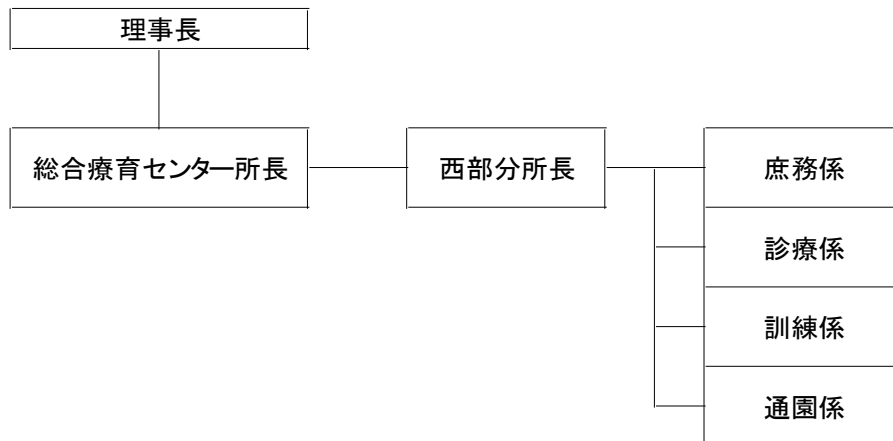 理事長
総合療育センター所長
西部分所長
庶務係
診療係
訓練係
通園係